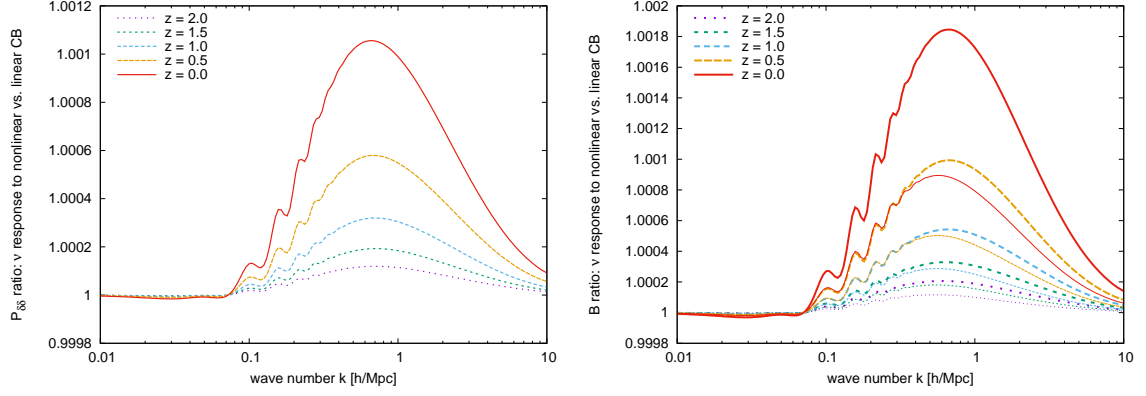 P_δδ ratio: ν response to nonlinear vs. linear CB
1.0012
1.001
1.0008
1.0006
1.0004
1.0002
1
0.9998
z = 2.0
z = 1.5
z = 1.0
z = 0.5
z = 0.0
0.01 0.1 1 10
wave number k [h/Mpc]
B ratio: ν response to nonlinear vs. linear CB
1.002
1.0018
1.0016
1.0014
1.0012
1.001
1.0008
1.0006
1.0004
1.0002
1
0.9998
z = 2.0
z = 1.5
z = 1.0
z = 0.5
z = 0.0
0.01 0.1 1 10
wave number k [h/Mpc]